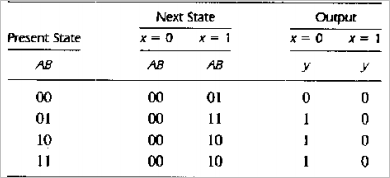 Next State Output
Present State x = 0 x = 1 x = 0 x = 1
AB AB AB y y
00 00 01 0 0
01 00 11 1 0
10 00 10 1 0
11 00 10 1 0